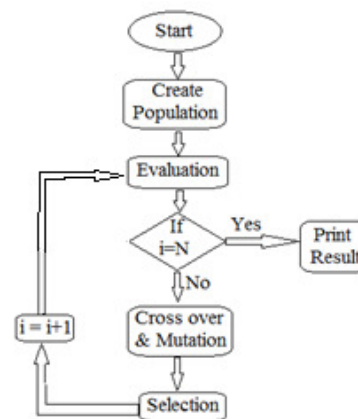 Start
Create
Population
Evaluation
If
i=N
Yes
Print
Result
No
Cross over
& Mutation
i = i+1
Selection